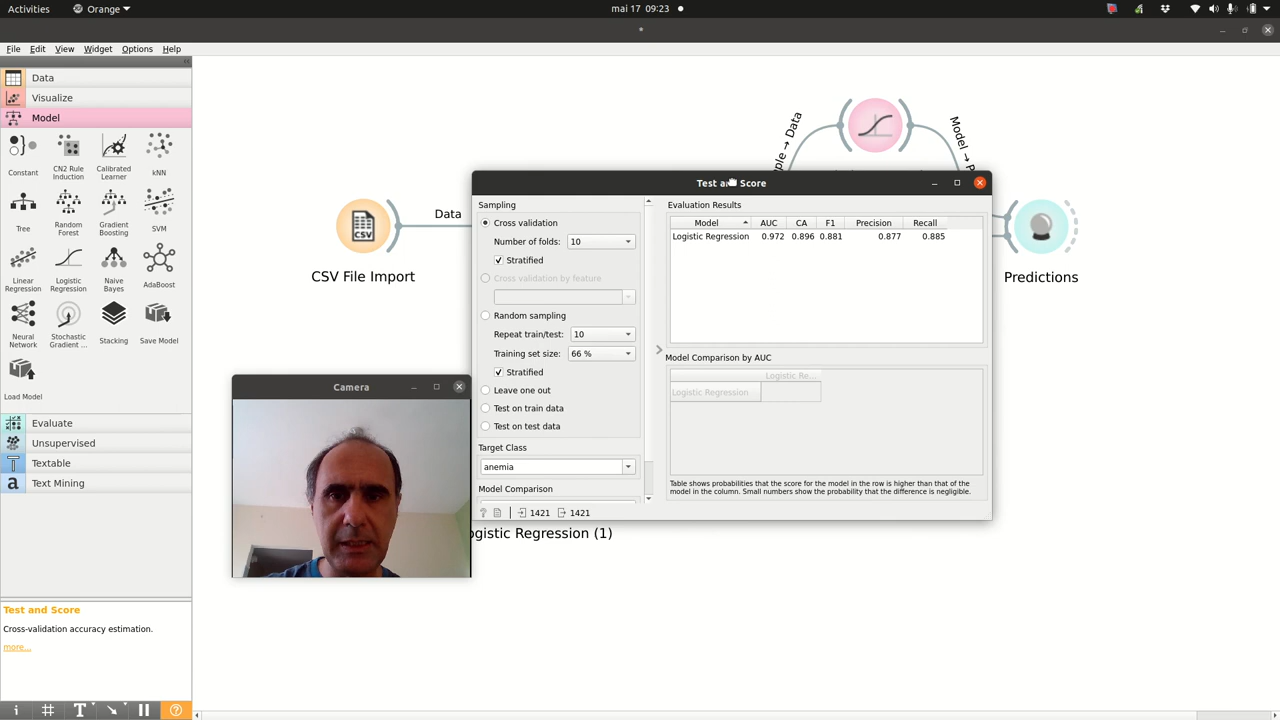 Activities Orange mai 17 09:23
File Edit View Widget Options Help
Data
Visualize
Model
Constant CN2 Rule Induction Calibrated Learner kNN
Tree Random Forest Gradient Boosting SVM
Linear Regression Logistic Regression Naive Bayes AdaBoost
Neural Network Stochastic Gradient ... Stacking Save Model
Load Model
Evaluate
Unsupervised
Textable
Text Mining
Test and Score
Cross-validation accuracy estimation.
more...
CSV File Import
Data
Model → P
Predictions
ogistic Regression (1)
Camera
Test and Score
Sampling
Cross validation
Number of folds: 10
Stratified
Cross validation by feature
Random sampling
Repeat train/test: 10
Training set size: 66 %
Stratified
Leave one out
Test on train data
Test on test data
Target Class
anemia
Model Comparison
1421 1421
Evaluation Results
Model AUC CA F1 Precision Recall
Logistic Regression 0.972 0.896 0.881 0.877 0.885
Model Comparison by AUC
Logistic Re...
Logistic Regression
Table shows probabilities that the score for the model in the row is higher than that of the
model in the column. Small numbers show the probability that the difference is negligible.